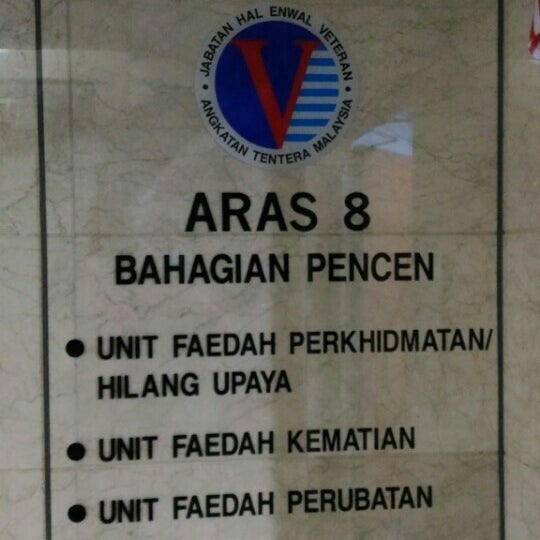 JABATAN HAL ENWAL VETERAN
ANGKATAN TENTERA MALAYSIA
V
ARAS 8
BAHAGIAN PENCEN
● UNIT FAEDAH PERKHIDMATAN/
HILANG UPAYA
● UNIT FAEDAH KEMATIAN
● UNIT FAEDAH PERUBATAN